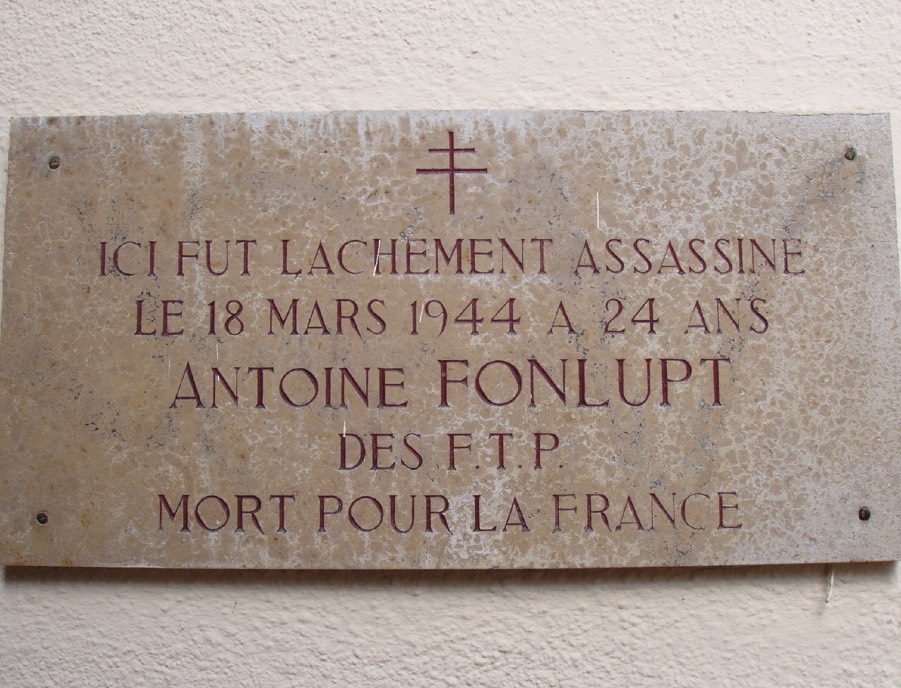 ICI FUT LACHEMENT ASSASSINE
LE 18 MARS 1944 A 24 ANS
ANTOINE FONLUPT
DES F.T.P.
MORT POUR LA FRANCE